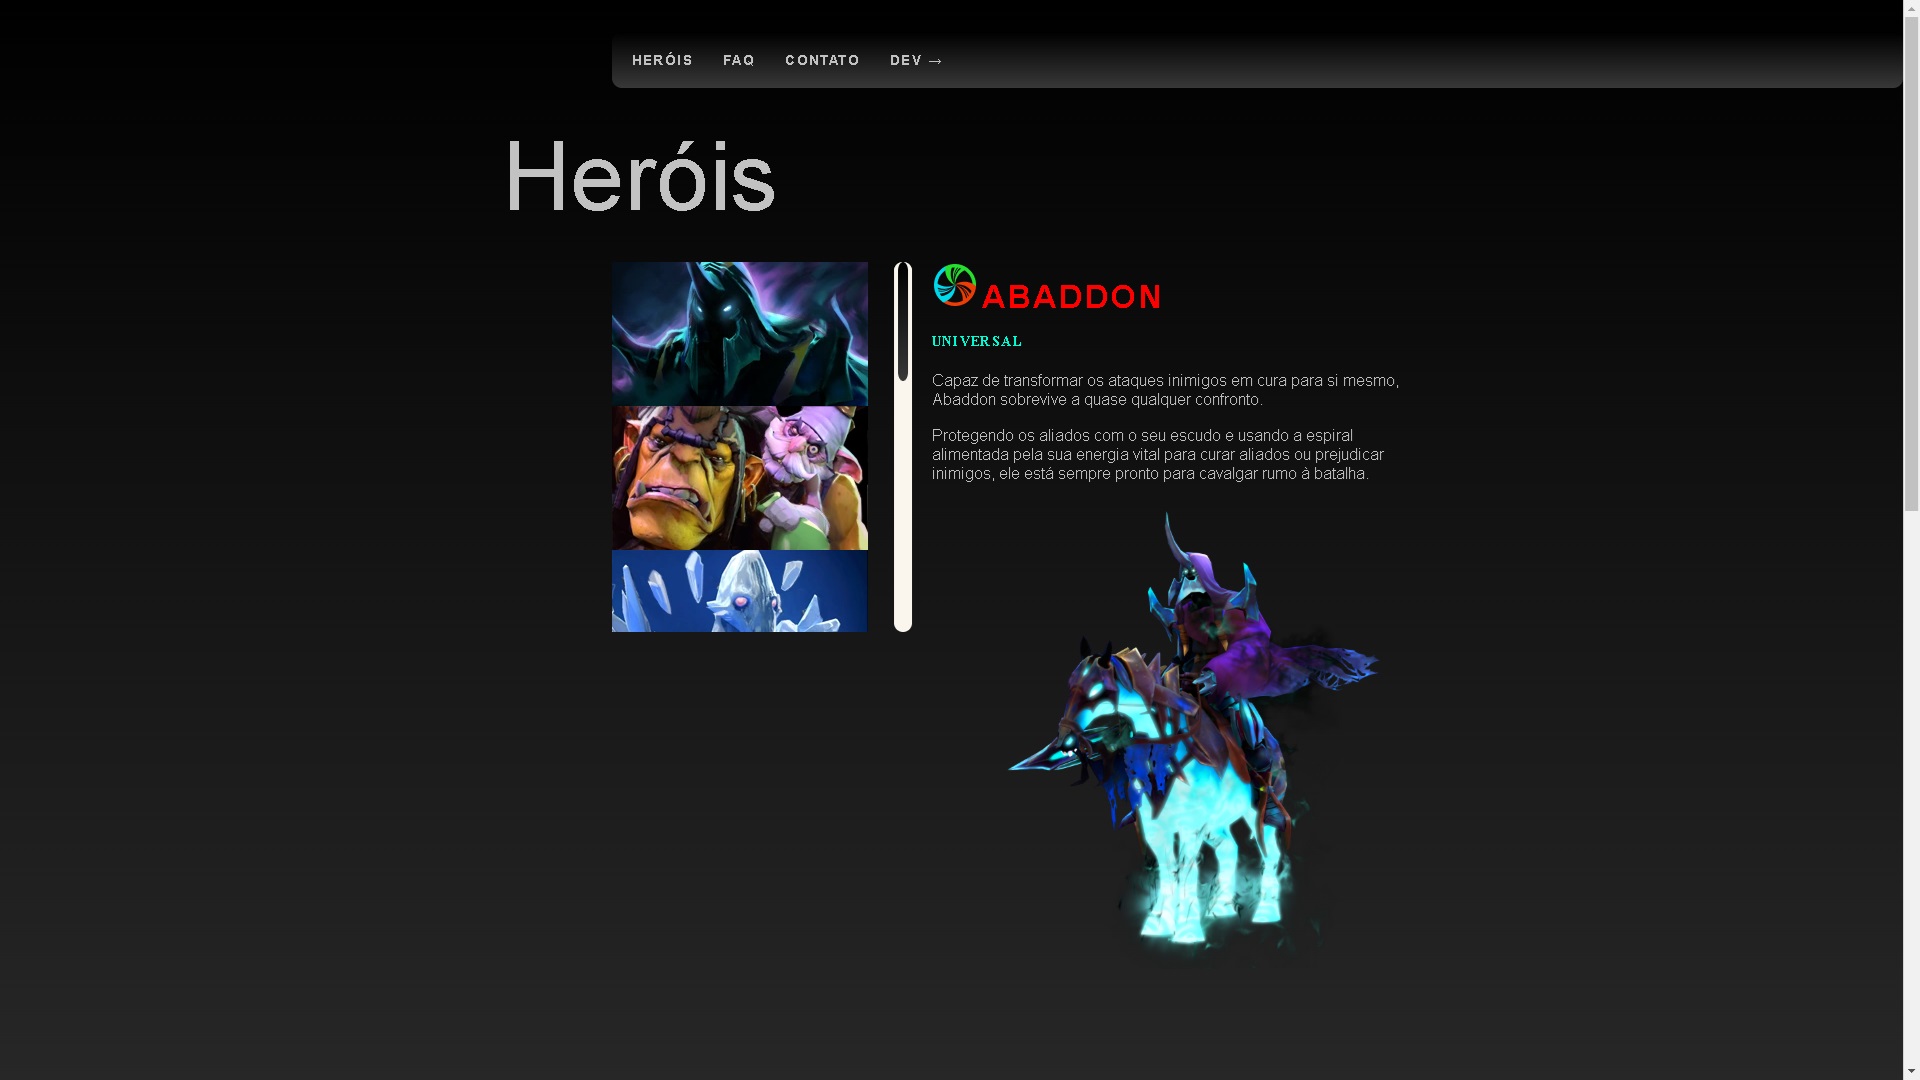 HERÓIS FAQ CONTATO DEV →
Heróis
ABADDON
UNIVERSAL
Capaz de transformar os ataques inimigos em cura para si mesmo,
Abaddon sobrevive a quase qualquer confronto.
Protegendo os aliados com o seu escudo e usando a espiral
alimentada pela sua energia vital para curar aliados ou prejudicar
inimigos, ele está sempre pronto para cavalgar rumo à batalha.